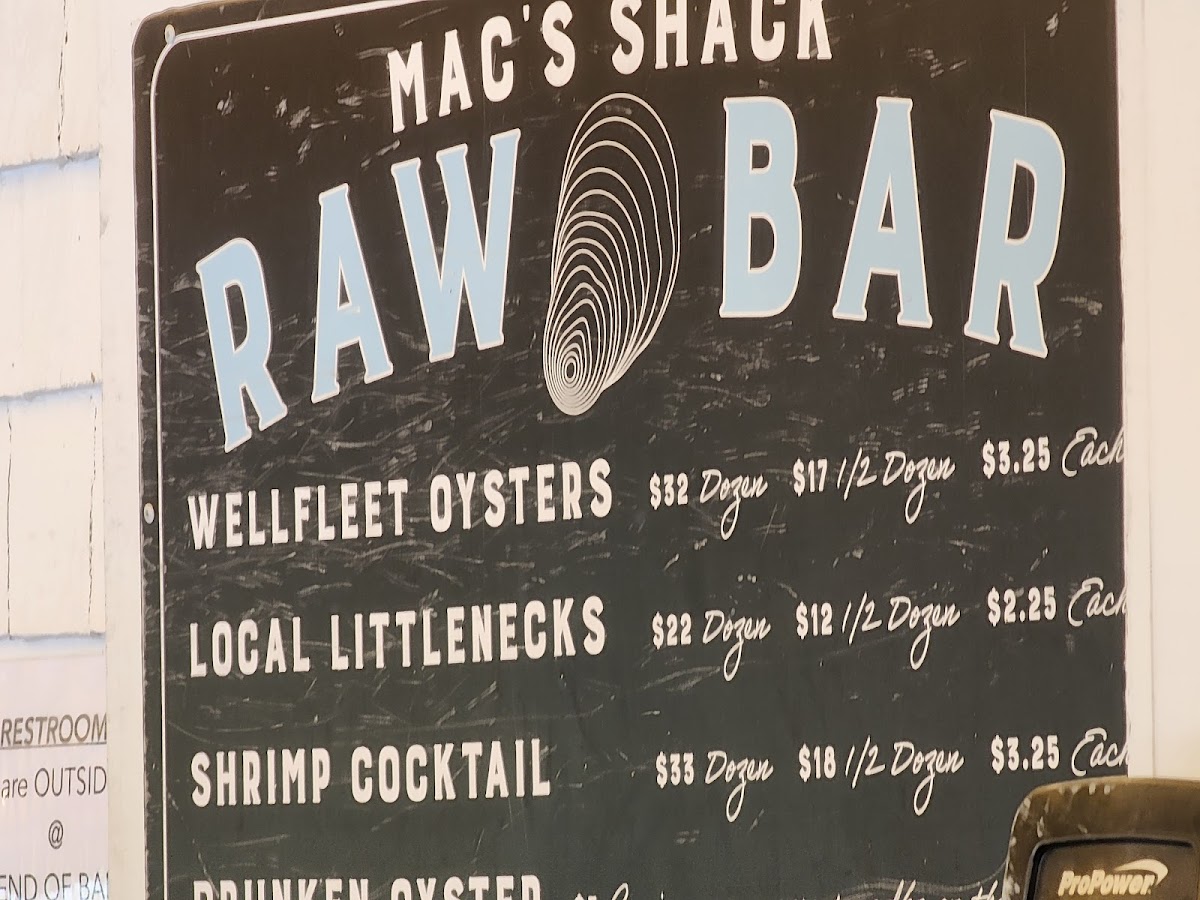 MAC'S SHACK
RAW BAR
WELLFLEET OYSTERS $32 Dozen $17 1/2 Dozen $3.25 Each
LOCAL LITTLENECKS $22 Dozen $12 1/2 Dozen $2.25 Each
SHRIMP COCKTAIL $33 Dozen $18 1/2 Dozen $3.25 Each
DRUNKEN OYSTER
RESTROOM
are OUTSID
@
END OF BA
ProPower